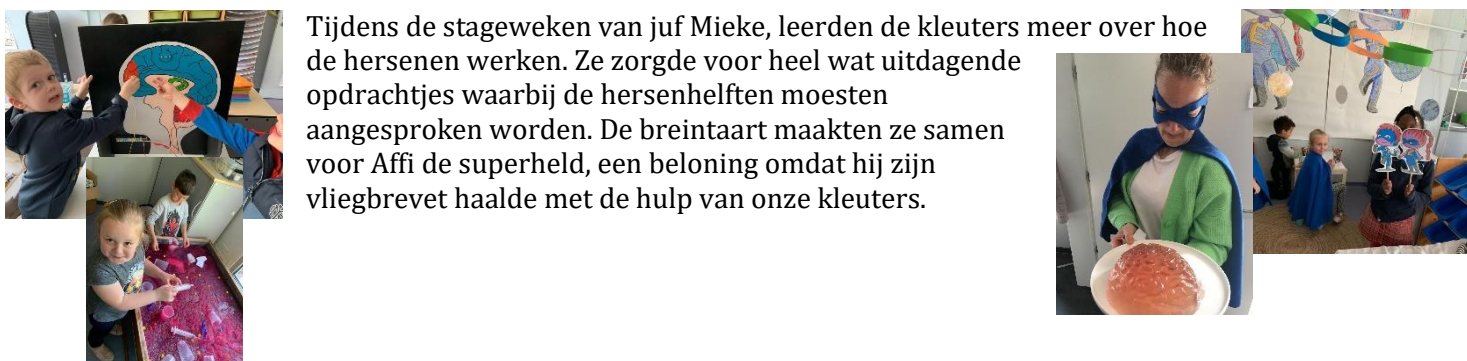 Tijdens de stageweken van juf Mieke, leerden de kleuters meer over hoe
de hersenen werken. Ze zorgde voor heel wat uitdagende
opdrachtjes waarbij de hersenhelften moesten
aangesproken worden. De breintaart maakten ze samen
voor Affi de superheld, een beloning omdat hij zijn
vliegbrevet haalde met de hulp van onze kleuters.